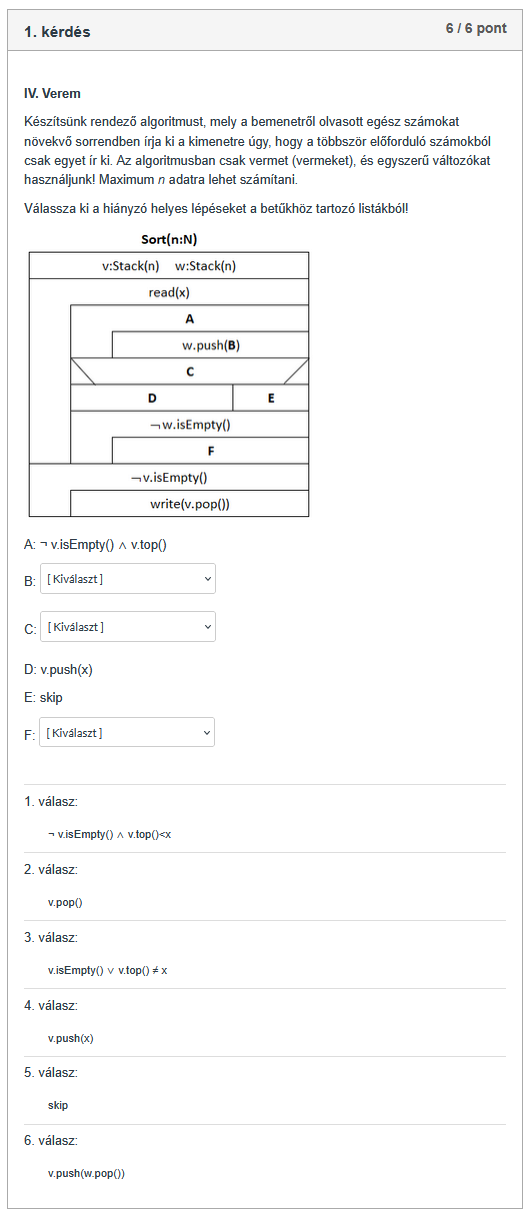 1. kérdés
6 / 6 pont
IV. Verem
Készítsünk rendező algoritmust, mely a bemenetről olvasott egész számokat
növekvő sorrendben írja ki a kimenetre úgy, hogy a többször előforduló számokból
csak egyet ír ki. Az algoritmusban csak vermet (vermeket), és egyszerű változókat
használjunk! Maximum n adatra lehet számítani.
Válassza ki a hiányzó helyes lépéseket a betűkhöz tartozó listákból!
Sort(n:N)
v:Stack(n) w:Stack(n)
read(x)
A
w.push(B)
C
D E
¬w.isEmpty()
F
¬v.isEmpty()
write(v.pop())
A: ¬ v.isEmpty() ∧ v.top()
B: [ Kiválaszt ]
C: [ Kiválaszt ]
D: v.push(x)
E: skip
F: [ Kiválaszt ]
1. válasz:
¬ v.isEmpty() ∧ v.top()<x
2. válasz:
v.pop()
3. válasz:
v.isEmpty() ∨ v.top() ≠ x
4. válasz:
v.push(x)
5. válasz:
skip
6. válasz:
v.push(w.pop())